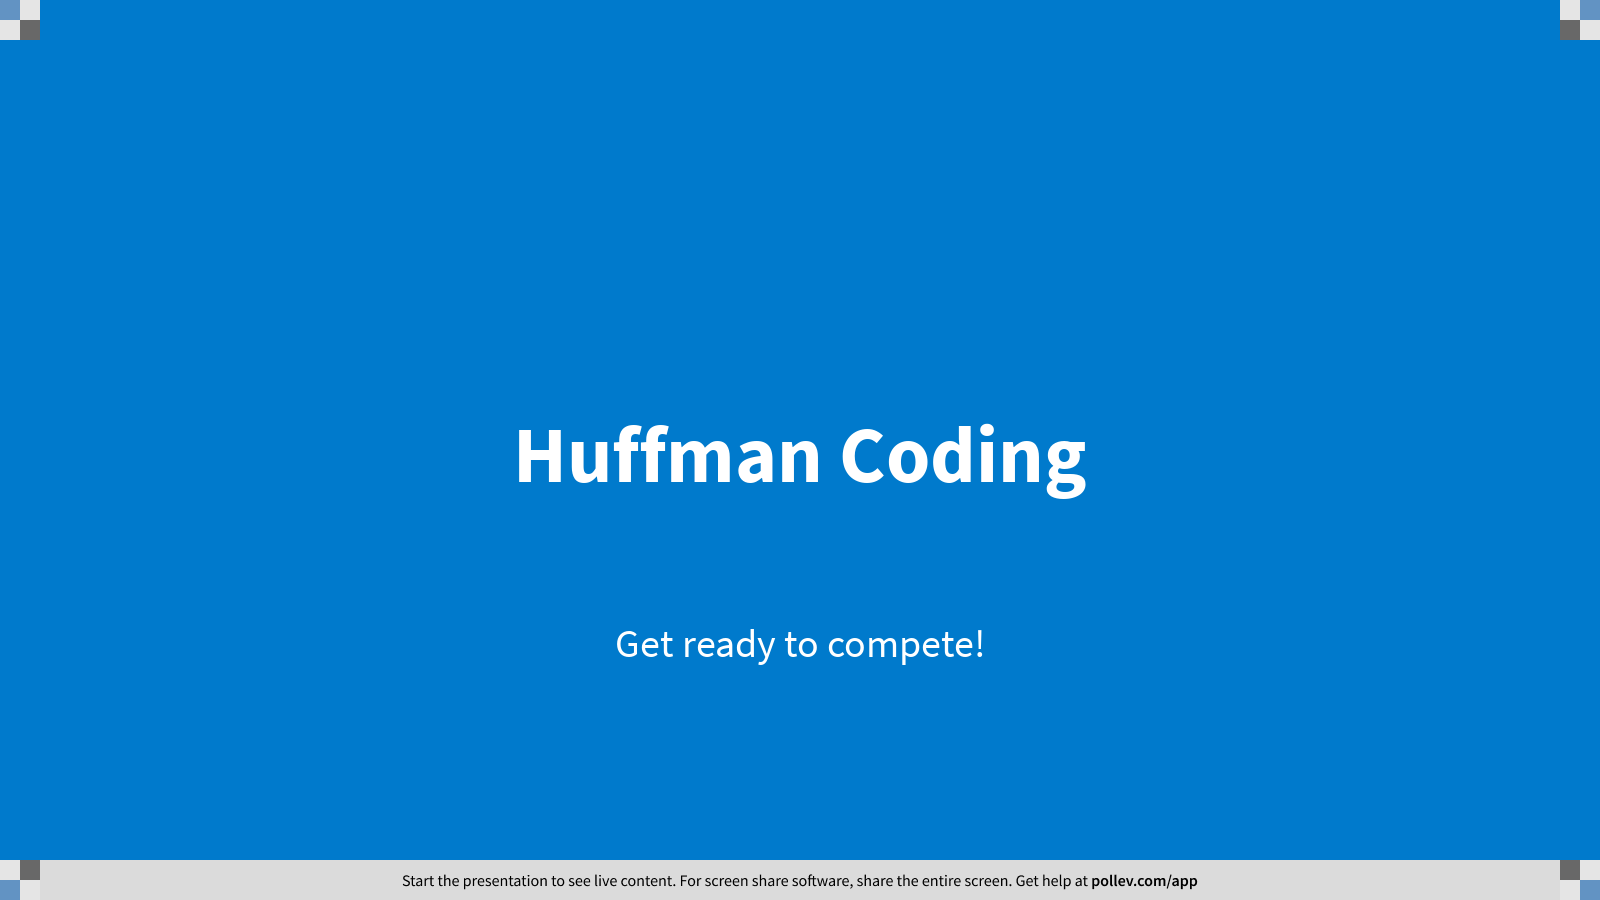 Huffman Coding
Get ready to compete!
Start the presentation to see live content. For screen share software, share the entire screen. Get help at pollev.com/app